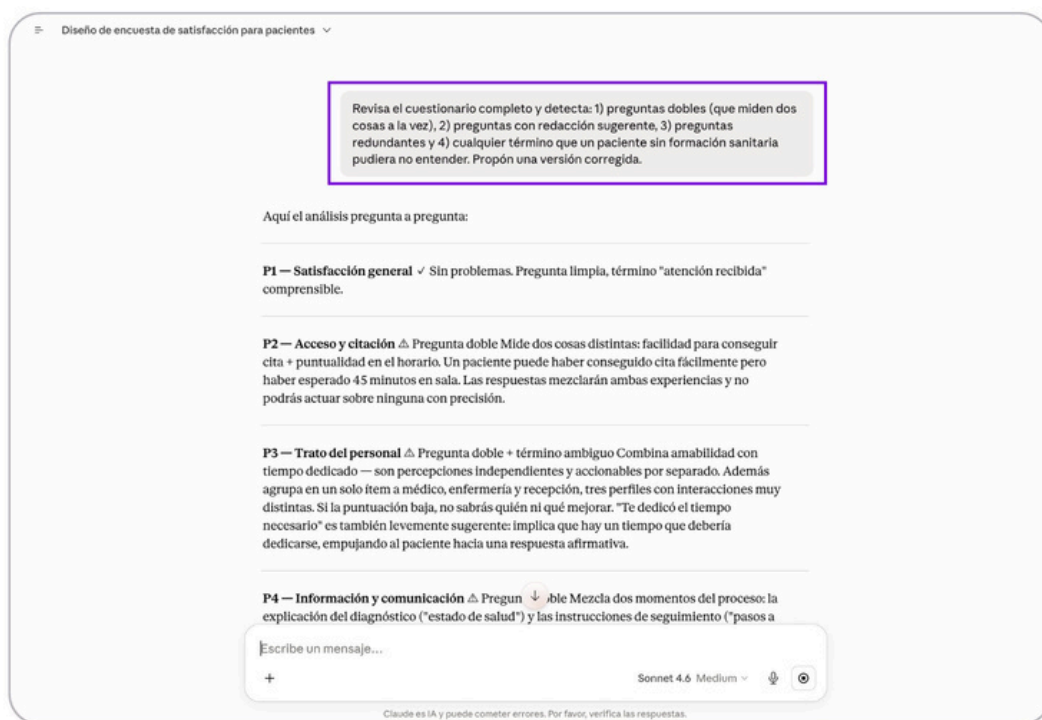 Diseño de encuesta de satisfacción para pacientes
Revisa el cuestionario completo y detecta: 1) preguntas dobles (que miden dos
cosas a la vez), 2) preguntas con redacción sugerente, 3) preguntas
redundantes y 4) cualquier término que un paciente sin formación sanitaria
pudiera no entender. Propón una versión corregida.
Aquí el análisis pregunta a pregunta:
P1 — Satisfacción general ✓ Sin problemas. Pregunta limpia, término "atención recibida"
comprensible.
P2 — Acceso y citación ⚠ Pregunta doble Mide dos cosas distintas: facilidad para conseguir
cita + puntualidad en el horario. Un paciente puede haber conseguido cita fácilmente pero
haber esperado 45 minutos en sala. Las respuestas mezclarán ambas experiencias y no
podrás actuar sobre ninguna con precisión.
P3 — Trato del personal ⚠ Pregunta doble + término ambiguo Combina amabilidad con
tiempo dedicado — son percepciones independientes y accionables por separado. Además
agrupa en un solo ítem a médico, enfermería y recepción, tres perfiles con interacciones muy
distintas. Si la puntuación baja, no sabrás quién ni qué mejorar. "Te dedicó el tiempo
necesario" es también levemente sugerente: implica que hay un tiempo que debería
dedicarse, empujando al paciente hacia una respuesta afirmativa.
P4 — Información y comunicación ⚠ Mezcla dos momentos del proceso: la
explicación del diagnóstico ("estado de salud") y las instrucciones de seguimiento ("pasos a
Escribe un mensaje...
Sonnet 4.6 Medium
Claude es IA y puede cometer errores. Por favor, verifica las respuestas.